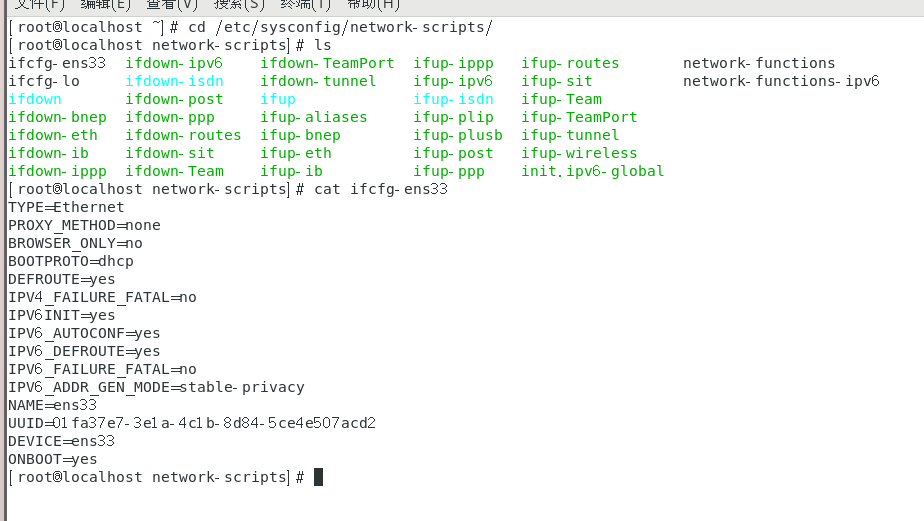 文件(F) 编辑(E) 查看(V) 搜索(S) 终端(T) 帮助(H)
[root@localhost ~]# cd /etc/sysconfig/network-scripts/
[root@localhost network-scripts]# ls
ifcfg-ens33 ifdown-ipv6 ifdown-TeamPort ifup-ippp ifup-routes network-functions
ifcfg-lo ifdown-isdn ifdown-tunnel ifup-ipv6 ifup-sit network-functions-ipv6
ifdown ifdown-post ifup ifup-isdn ifup-Team
ifdown-bnep ifdown-ppp ifup-aliases ifup-plip ifup-TeamPort
ifdown-eth ifdown-routes ifup-bnep ifup-plusb ifup-tunnel
ifdown-ib ifdown-sit ifup-eth ifup-post ifup-wireless
ifdown-ippp ifdown-Team ifup-ib ifup-ppp init.ipv6-global
[root@localhost network-scripts]# cat ifcfg-ens33
TYPE=Ethernet
PROXY_METHOD=none
BROWSER_ONLY=no
BOOTPROTO=dhcp
DEFROUTE=yes
IPV4_FAILURE_FATAL=no
IPV6INIT=yes
IPV6_AUTOCONF=yes
IPV6_DEFROUTE=yes
IPV6_FAILURE_FATAL=no
IPV6_ADDR_GEN_MODE=stable-privacy
NAME=ens33
UUID=01fa37e7-3e1a-4c1b-8d84-5ce4e507acd2
DEVICE=ens33
ONBOOT=yes
[root@localhost network-scripts]#